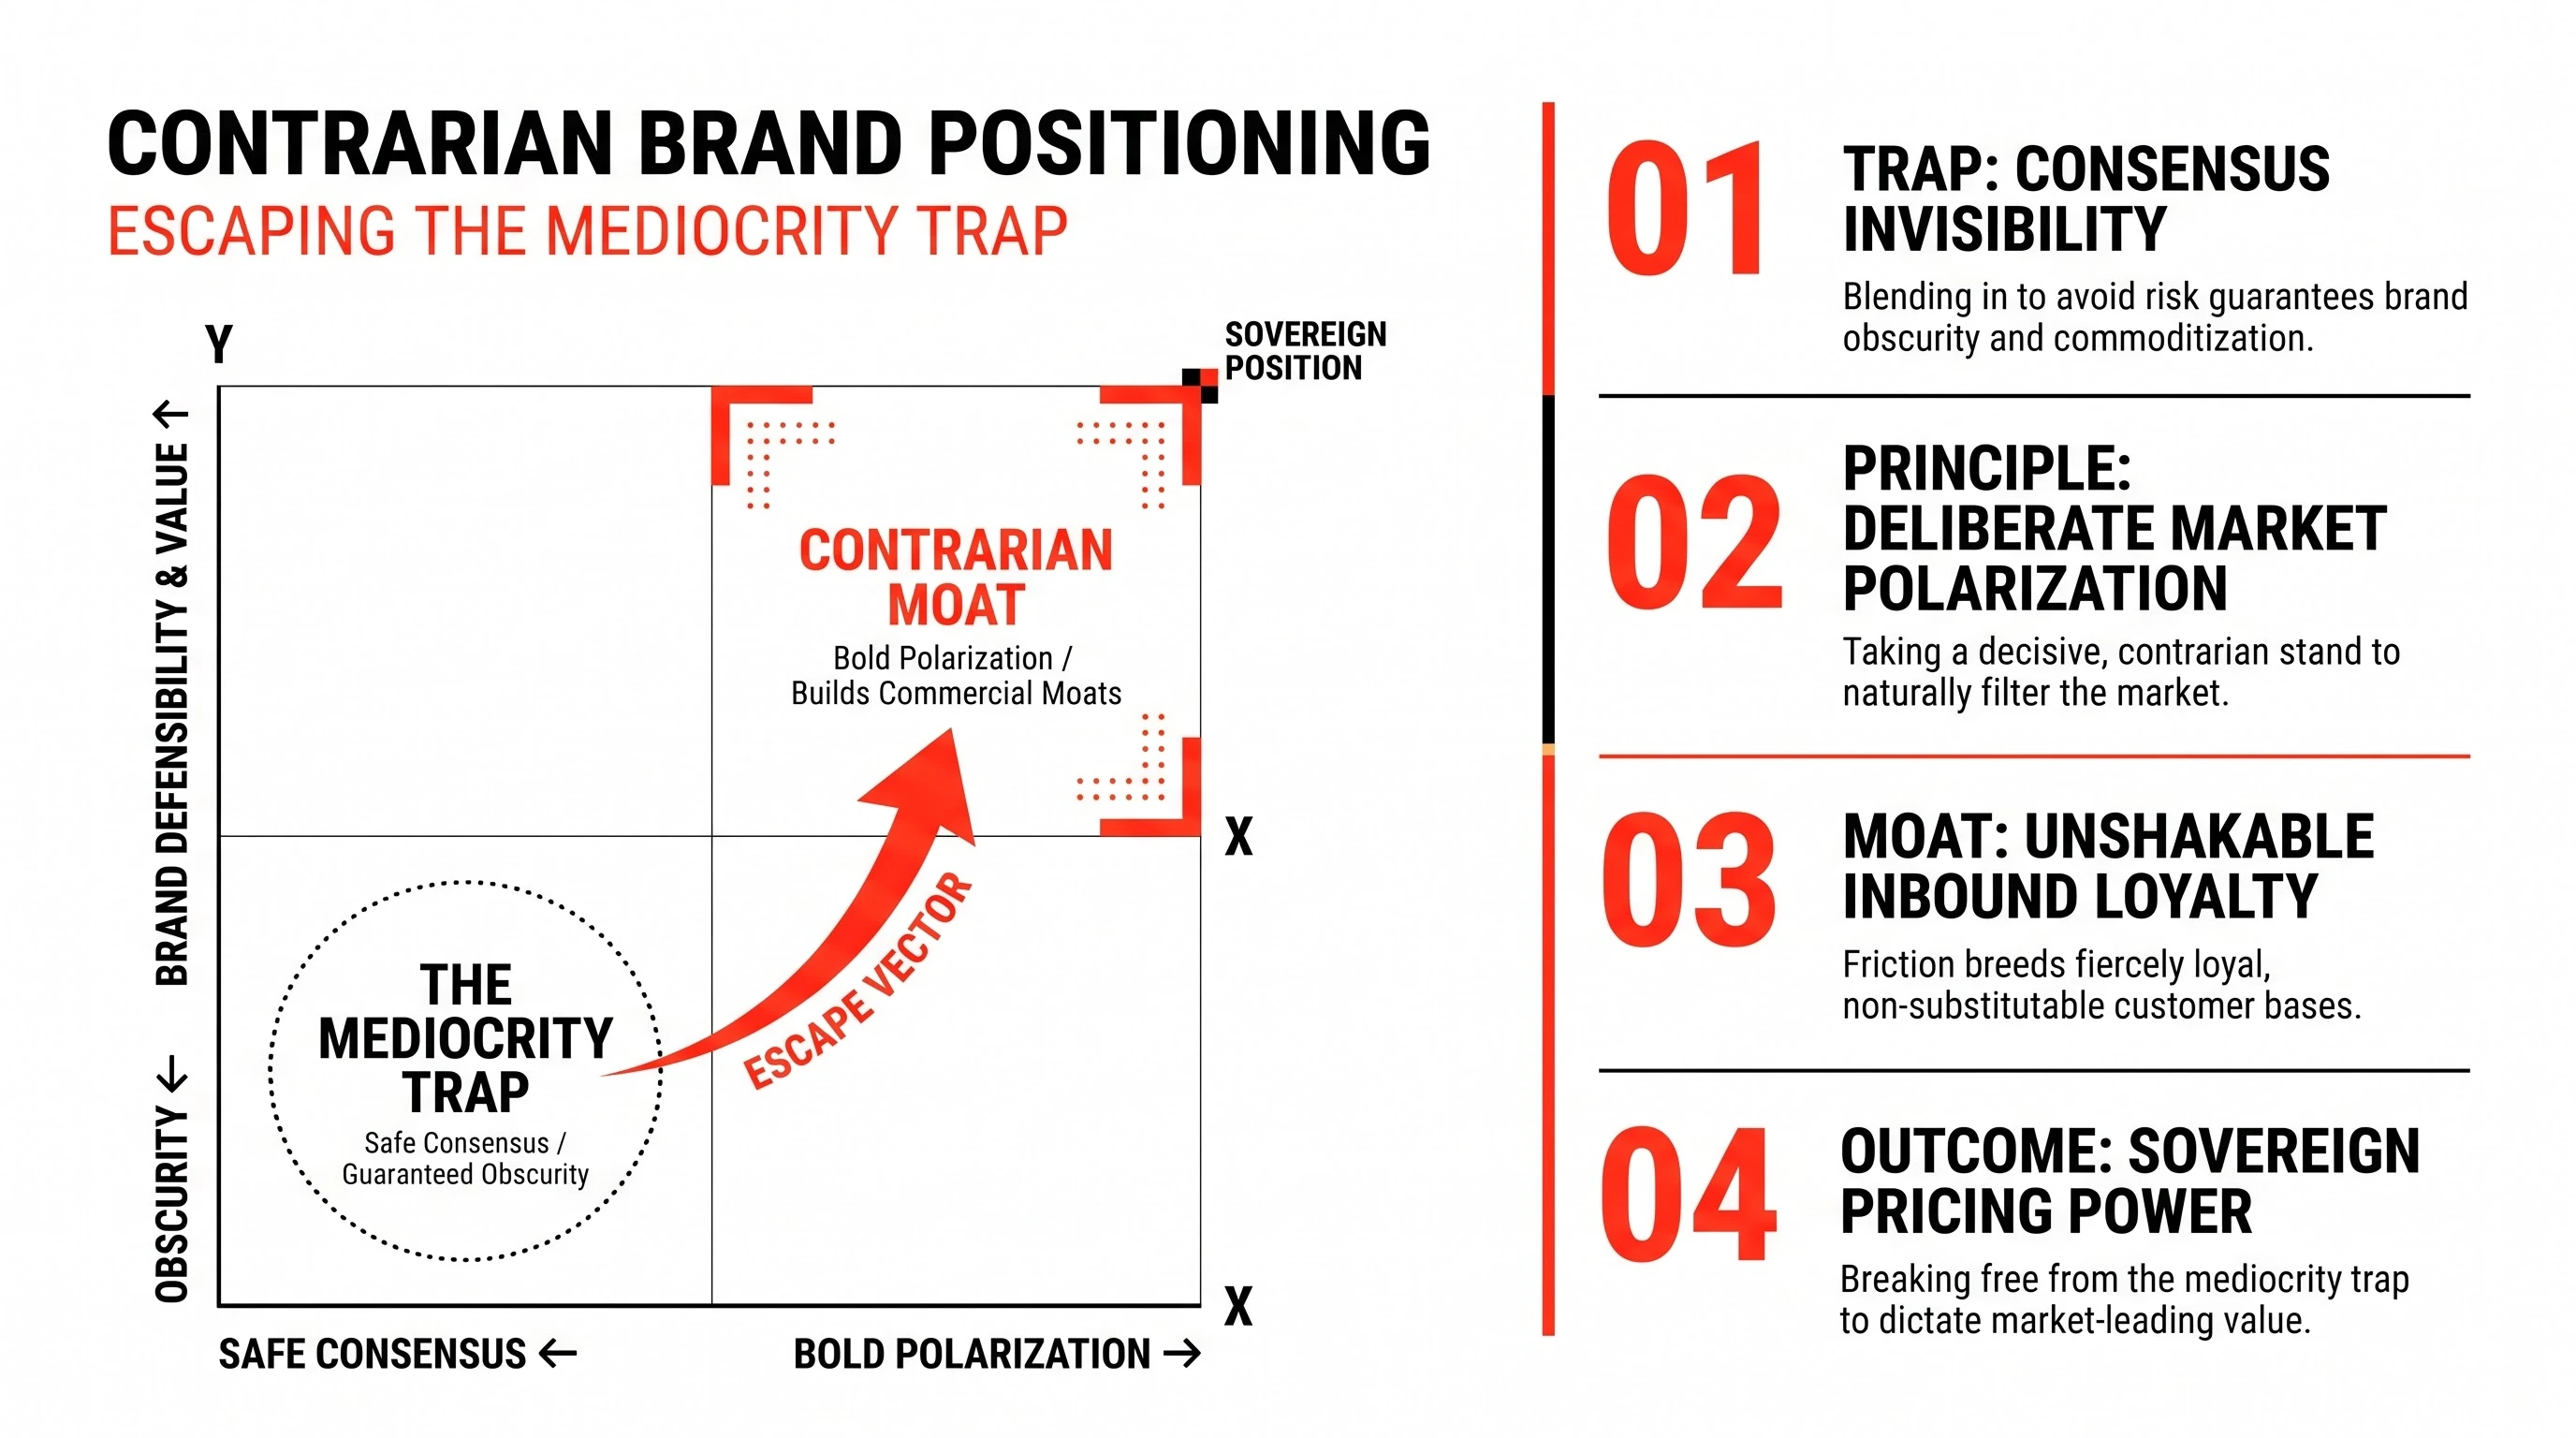 CONTRARIAN BRAND POSITIONING
ESCAPING THE MEDIOCRITY TRAP
Y
SOVEREIGN
POSITION
BRAND DEFENSIBILITY & VALUE →
OBSCURITY ←
CONTRARIAN
MOAT
Bold Polarization /
Builds Commercial Moats
X
ESCAPE VECTOR
THE
MEDIOCRITY
TRAP
Safe Consensus /
Guaranteed Obscurity
X
SAFE CONSENSUS ←
BOLD POLARIZATION →
01
TRAP: CONSENSUS
INVISIBILITY
Blending in to avoid risk guarantees brand
obscurity and commoditization.
02
PRINCIPLE:
DELIBERATE MARKET
POLARIZATION
Taking a decisive, contrarian stand to
naturally filter the market.
03
MOAT: UNSHAKABLE
INBOUND LOYALTY
Friction breeds fiercely loyal,
non-substitutable customer bases.
04
OUTCOME: SOVEREIGN
PRICING POWER
Breaking free from the mediocrity trap
to dictate market-leading value.